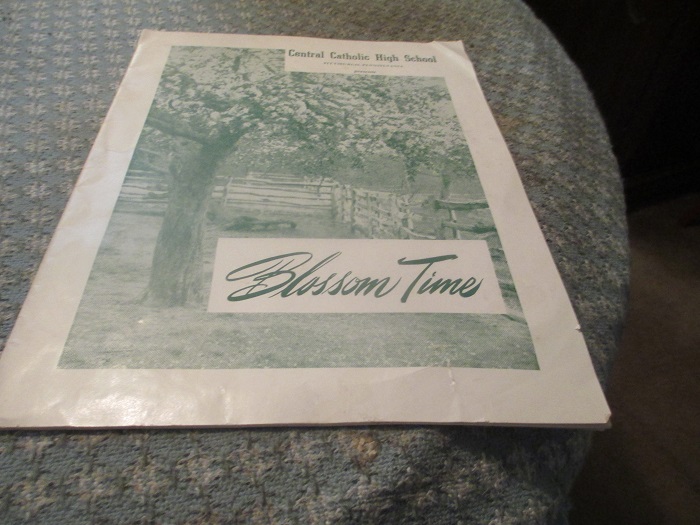 Central Catholic High School
Blossom Time